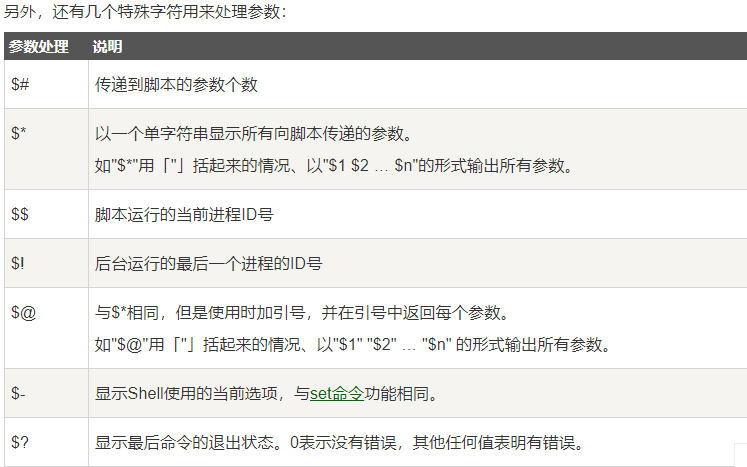 另外，还有几个特殊字符用来处理参数：
参数处理 说明
$# 传递到脚本的参数个数
$* 以一个单字符串显示所有向脚本传递的参数。
如"$*"用「"」括起来的情况、以"$1 $2 … $n"的形式输出所有参数。
$$ 脚本运行的当前进程ID号
$! 后台运行的最后一个进程的ID号
$@ 与$*相同，但是使用时加引号，并在引号中返回每个参数。
如"$@"用「"」括起来的情况、以"$1" "$2" … "$n" 的形式输出所有参数。
$- 显示Shell使用的当前选项，与set命令功能相同。
$? 显示最后命令的退出状态。0表示没有错误，其他任何值表明有错误。